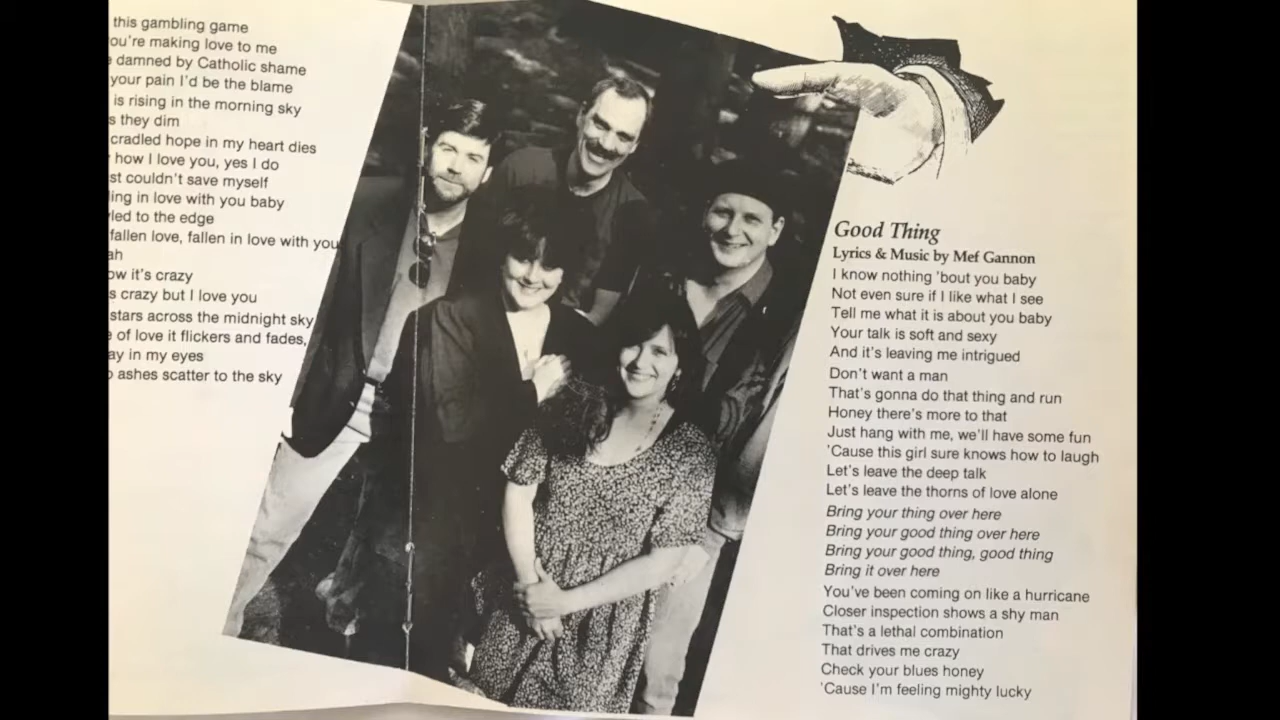 this gambling game
ou're making love to me
damned by Catholic shame
your pain I'd be the blame
is rising in the morning sky
s they dim
cradled hope in my heart dies
how I love you, yes I do
st couldn't save myself
ling in love with you baby
led to the edge
fallen love, fallen in love with you
ah
ow it's crazy
s crazy but I love you
stars across the midnight sky
of love it flickers and fades,
ay in my eyes
ashes scatter to the sky
Good Thing
Lyrics & Music by Mef Gannon
I know nothing 'bout you baby
Not even sure if I like what I see
Tell me what it is about you baby
Your talk is soft and sexy
And it's leaving me intrigued
Don't want a man
That's gonna do that thing and run
Honey there's more to that
Just hang with me, we'll have some fun
'Cause this girl sure knows how to laugh
Let's leave the deep talk
Let's leave the thorns of love alone
Bring your thing over here
Bring your good thing over here
Bring your good thing, good thing
Bring it over here
You've been coming on like a hurricane
Closer inspection shows a shy man
That's a lethal combination
That drives me crazy
Check your blues honey
'Cause I'm feeling mighty lucky